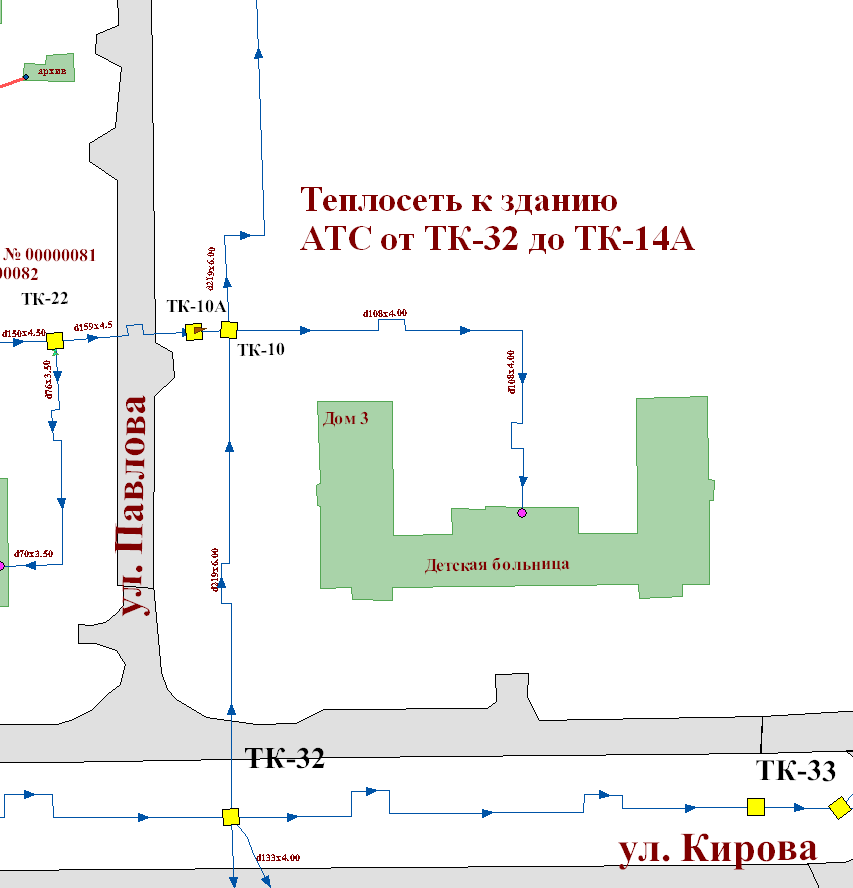 архив
Теплосеть к зданию
АТС от ТК-32 до ТК-14А
№ 00000081
00082
d219x6.00
ТК-22
ТК-10А
d150x4.50
d159x4.5
d108x4.00
ТК-10
d76x3.50
d108x4.00
Дом 3
ул. Павлова
d70x3.50
d219x6.00
Детская больница
ТК-32
ТК-33
ул. Кирова
d133x4.00